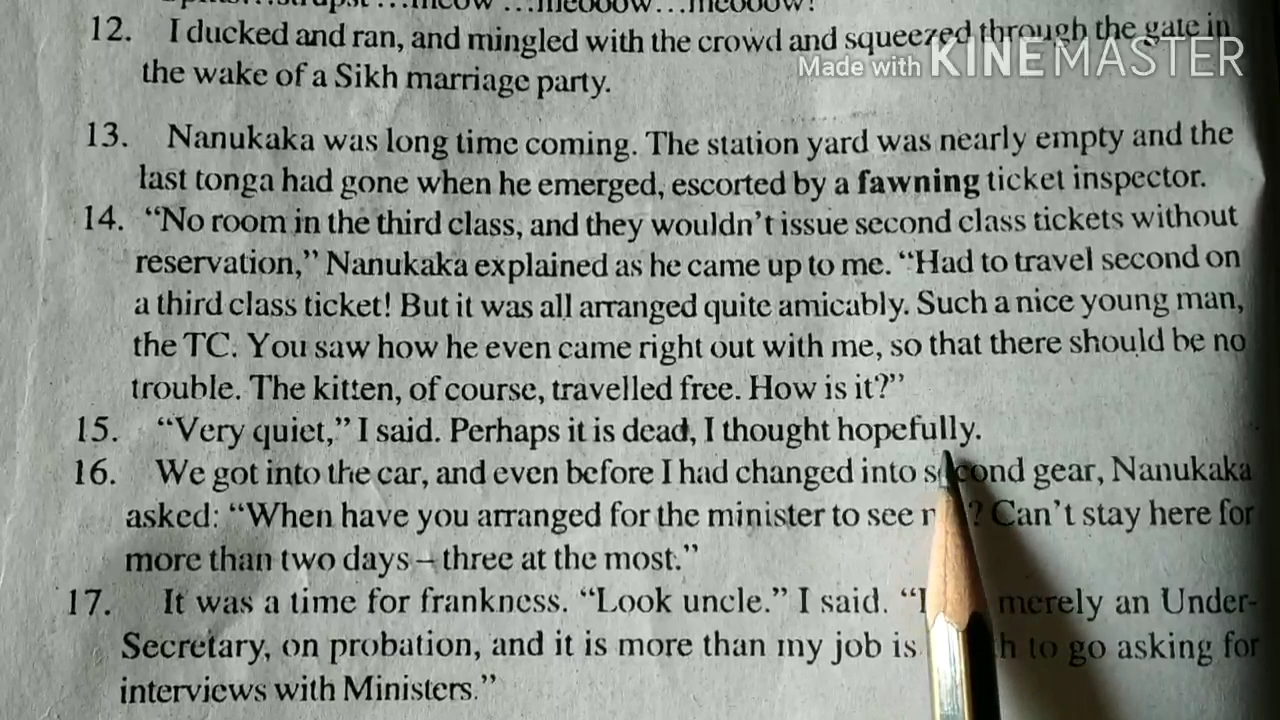 12. I ducked and ran, and mingled with the crowd and squeezed through the gate in
Made with KINEMASTER
the wake of a Sikh marriage party.
13. Nanukaka was long time coming. The station yard was nearly empty and the
last tonga had gone when he emerged, escorted by a fawning ticket inspector.
14. “No room in the third class, and they wouldn’t issue second class tickets without
reservation,” Nanukaka explained as he came up to me. “Had to travel second on
a third class ticket! But it was all arranged quite amicably. Such a nice young man,
the TC. You saw how he even came right out with me, so that there should be no
trouble. The kitten, of course, travelled free. How is it?”
15. “Very quiet,” I said. Perhaps it is dead, I thought hopefully.
16. We got into the car, and even before I had changed into second gear, Nanukaka
asked: “When have you arranged for the minister to see ? Can’t stay here for
more than two days – three at the most.”
17. It was a time for frankness. “Look uncle.” I said. “ merely an Under-
Secretary, on probation, and it is more than my job is to go asking for
interviews with Ministers.”